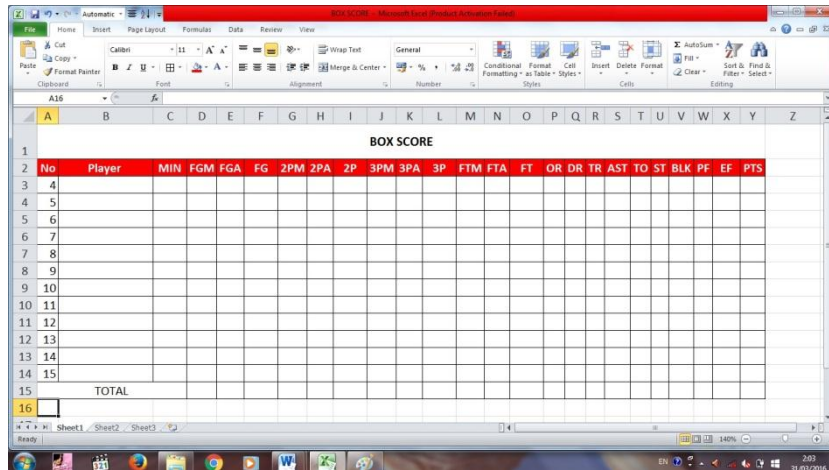 Automatic
BOX SCORE - Microsoft Excel (Product Activation Failed)
File Home Insert Page Layout Formulas Data Review View
Cut
Copy
Format Painter
Paste
Clipboard
Calibri 11
B I U
Font
Wrap Text
Merge & Center
Alignment
General
Number
Conditional Formatting
Format as Table
Cell Styles
Styles
Insert Delete Format
Cells
AutoSum
Fill
Clear
Sort & Filter
Find & Select
Editing
A16 fx
A B C D E F G H I J K L M N O P Q R S T U V W X Y Z
1 BOX SCORE
2 No Player MIN FGM FGA FG 2PM 2PA 2P 3PM 3PA 3P FTM FTA FT OR DR TR AST TO ST BLK PF EF PTS
3 4
4 5
5 6
6 7
7 8
8 9
9 10
10 11
11 12
12 13
13 14
14 15
15 TOTAL
16
Sheet1 Sheet2 Sheet3
Ready 140%
EN 2:03
31/03/2016